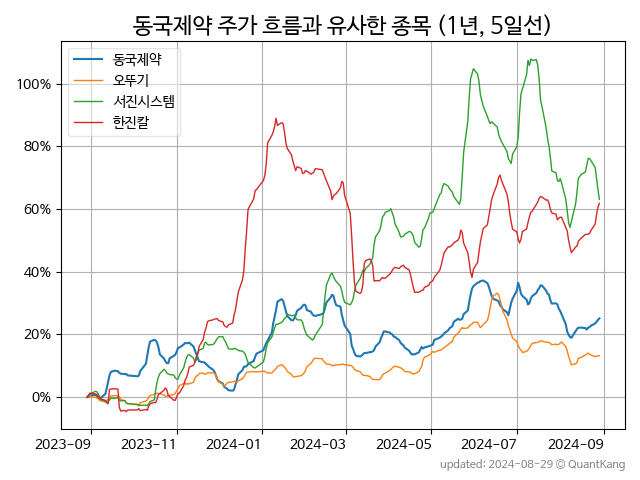 동국제약 주가 흐름과 유사한 종목 (1년, 5일선)
동국제약
오뚜기
서진시스템
한진칼
100%
80%
60%
40%
20%
0%
2023-09 2023-11 2024-01 2024-03 2024-05 2024-07 2024-09
updated: 2024-08-29 © QuantKang